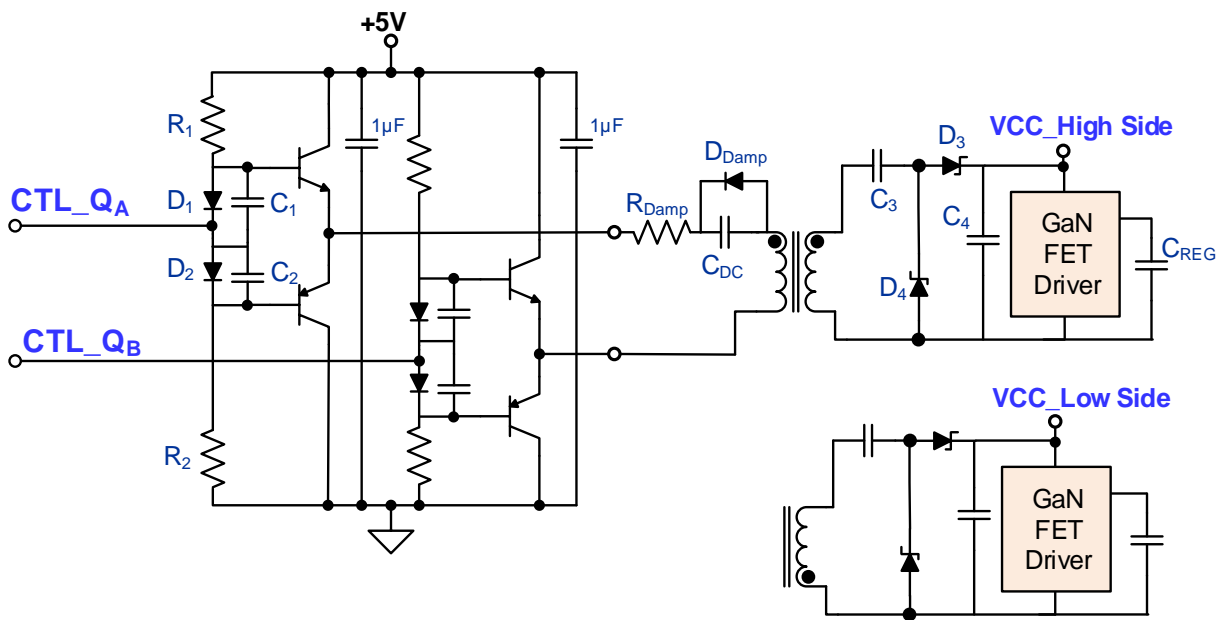 +5V
R1
1µF
1µF
D1
C1
CTL_QA
D2
C2
CTL_QB
R2
DDamp
RDamp
CDC
VCC_High Side
D3
C3
C4
D4
GaN
FET
Driver
CREG
VCC_Low Side
GaN
FET
Driver